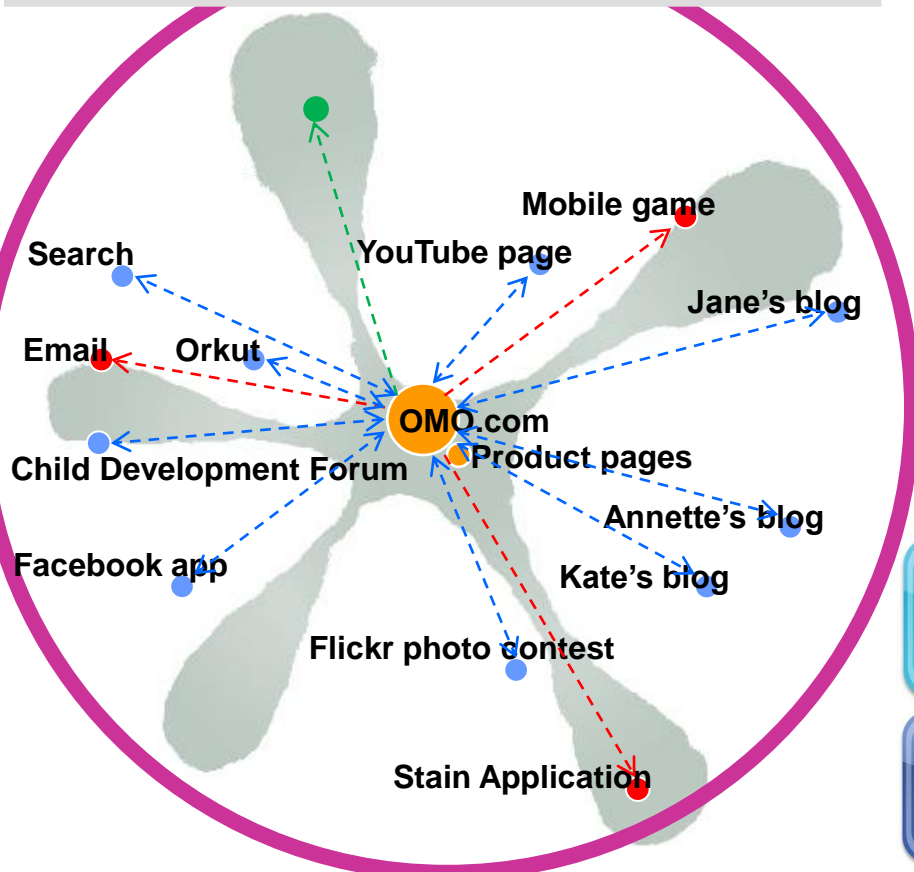 Mobile game
Search
YouTube page
Jane's blog
Email
Orkut
OMO.com
Product pages
Child Development Forum
Annette's blog
Facebook app
Kate's blog
Flickr photo contest
Stain Application